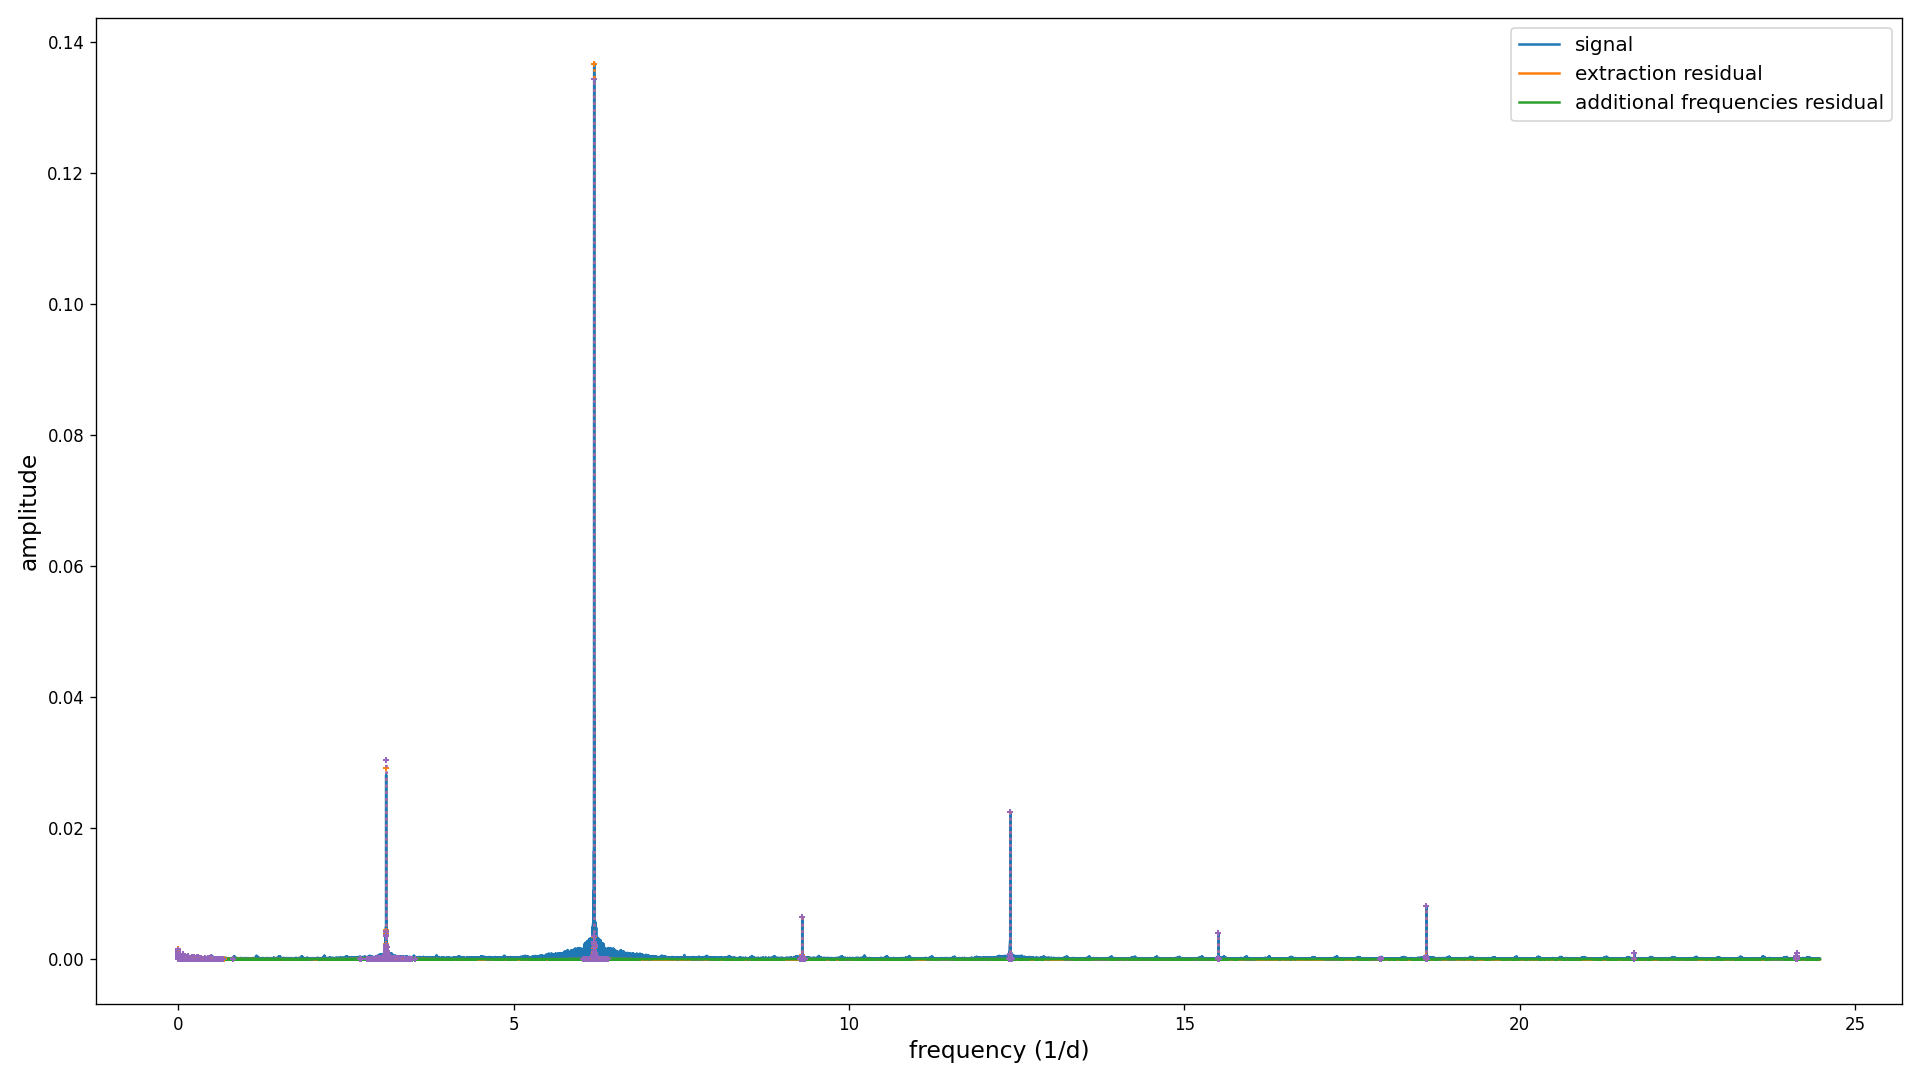 signal
extraction residual
additional frequencies residual
0.14
0.12
0.10
0.08
0.06
0.04
0.02
0.00
amplitude
0 5 10 15 20 25
frequency (1/d)